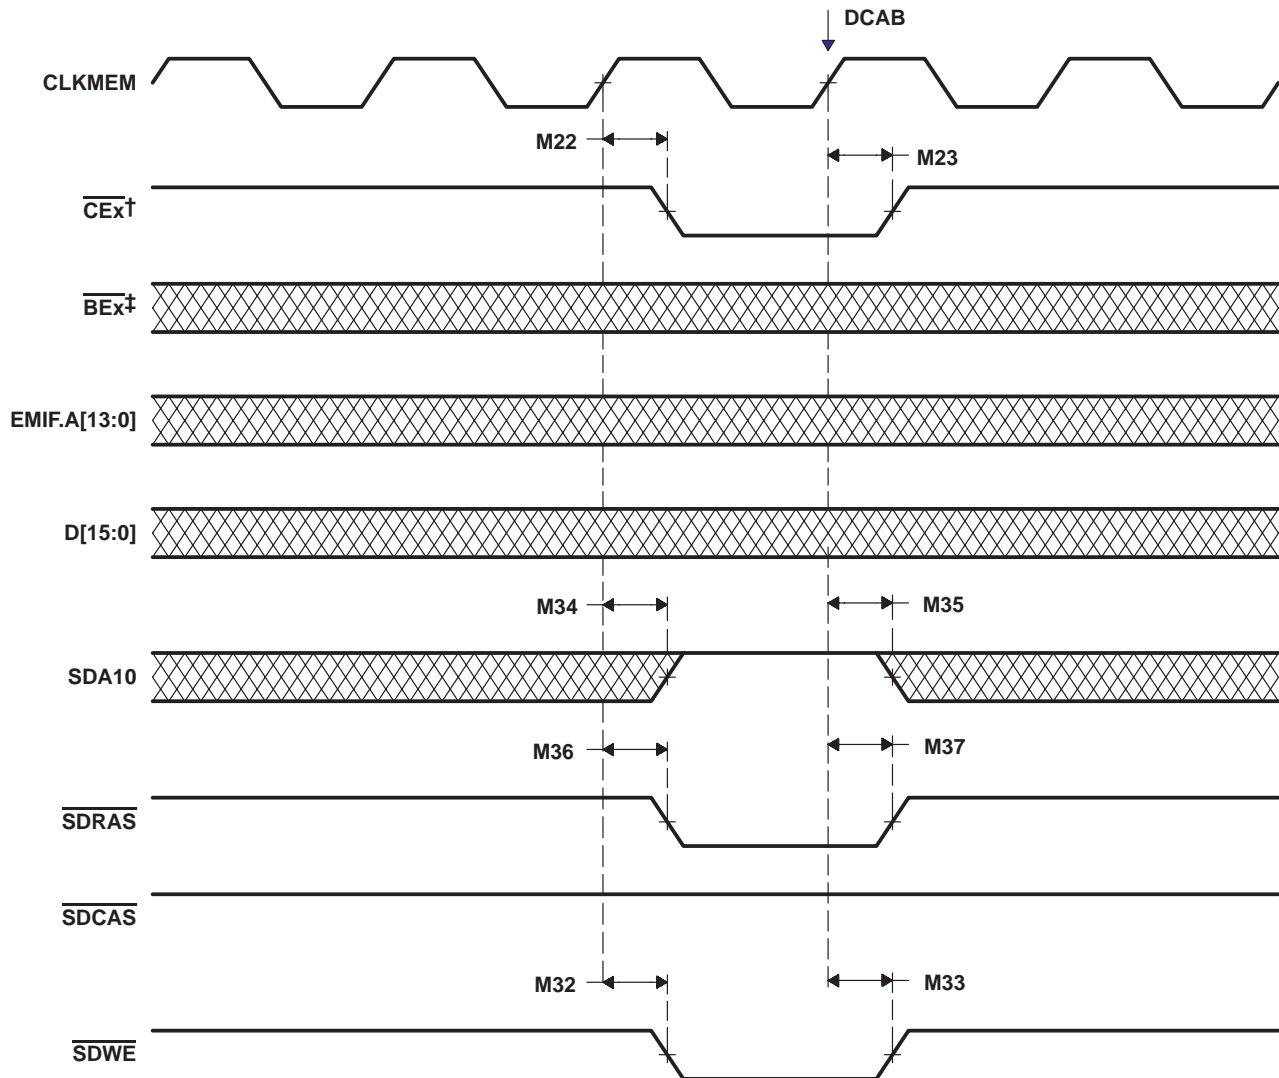 DCAB
CLKMEM
M22
M23
CEx†
BEx‡
EMIF.A[13:0]
D[15:0]
M34
M35
SDA10
M36
M37
SDRAS
SDCAS
M32
M33
SDWE